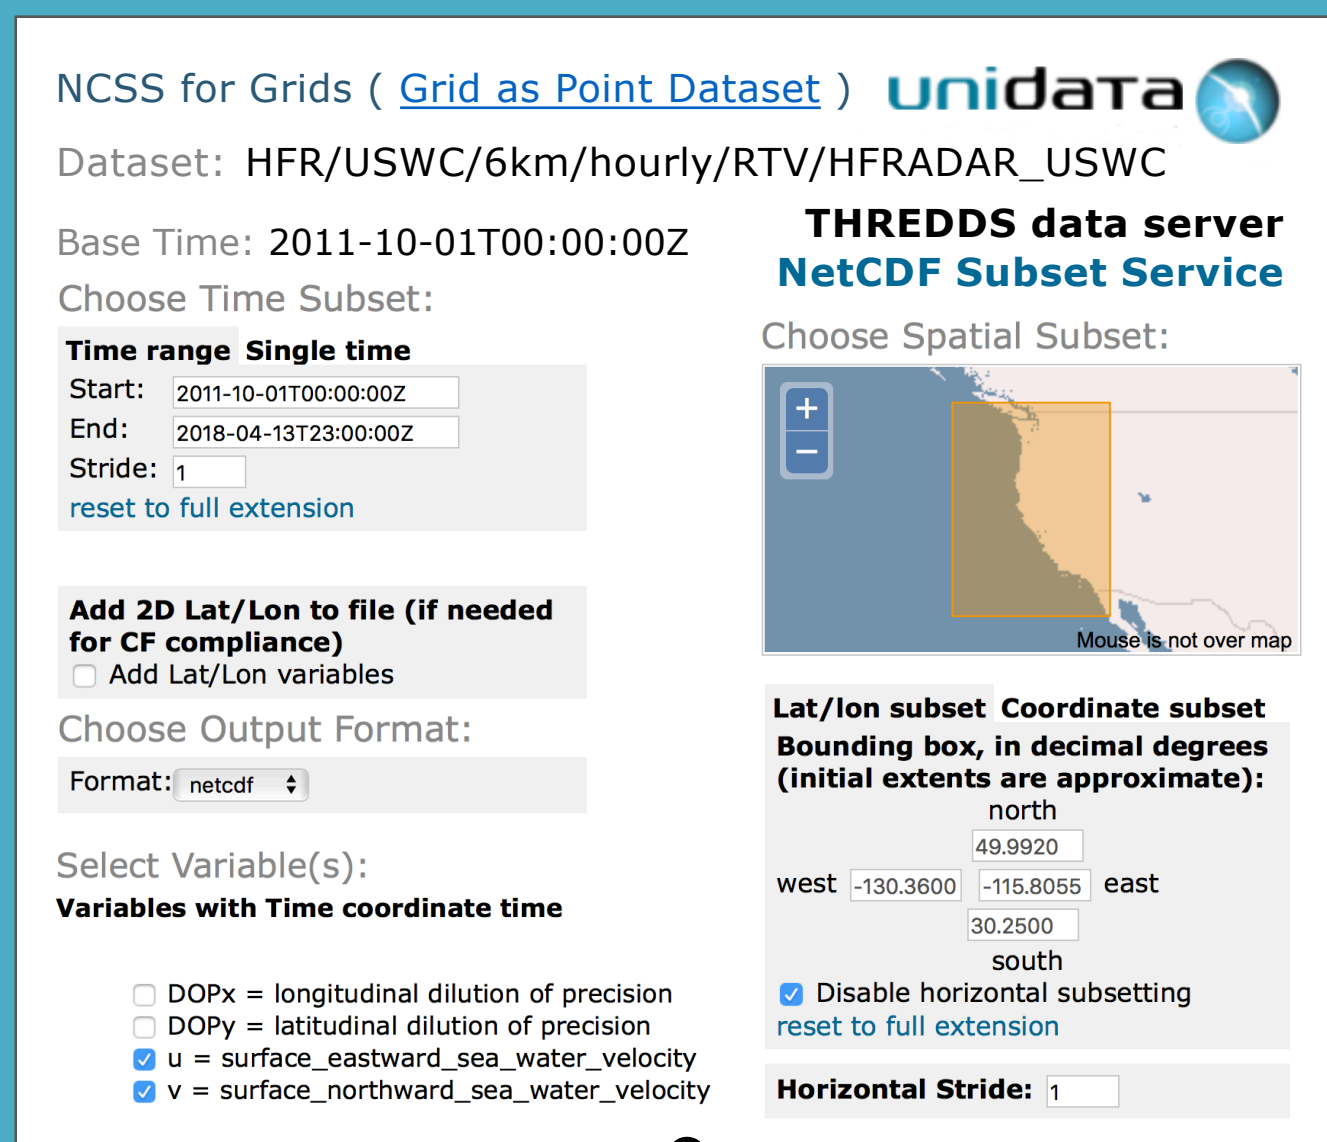 NCSS for Grids ( Grid as Point Dataset )
unidata
Dataset: HFR/USWC/6km/hourly/RTV/HFRADAR_USWC
Base Time: 2011-10-01T00:00:00Z
THREDDS data server
NetCDF Subset Service
Choose Time Subset:
Time range Single time
Start: 2011-10-01T00:00:00Z
End: 2018-04-13T23:00:00Z
Stride: 1
reset to full extension
Add 2D Lat/Lon to file (if needed
for CF compliance)
Add Lat/Lon variables
Choose Output Format:
Format: netcdf
Select Variable(s):
Variables with Time coordinate time
DOPx = longitudinal dilution of precision
DOPy = latitudinal dilution of precision
u = surface_eastward_sea_water_velocity
v = surface_northward_sea_water_velocity
Choose Spatial Subset:
+
−
Mouse is not over map
Lat/lon subset Coordinate subset
Bounding box, in decimal degrees
(initial extents are approximate):
north
49.9920
west -130.3600 -115.8055 east
30.2500
south
Disable horizontal subsetting
reset to full extension
Horizontal Stride: 1